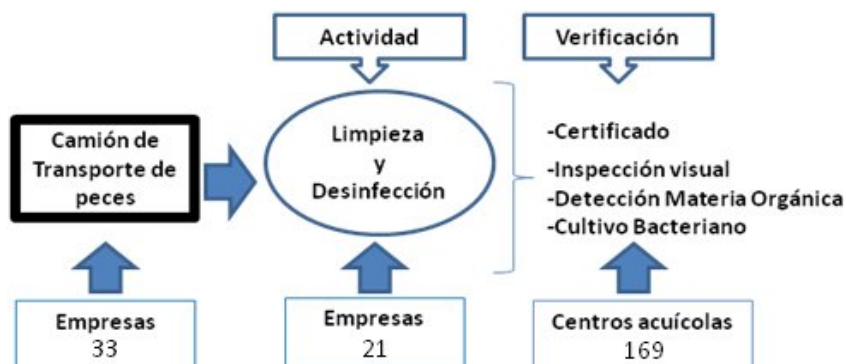 Actividad
Verificación
Camión de
Transporte de
peces
Limpieza
y
Desinfección
-Certificado
-Inspección visual
-Detección Materia Orgánica
-Cultivo Bacteriano
Empresas
33
Empresas
21
Centros acuícolas
169